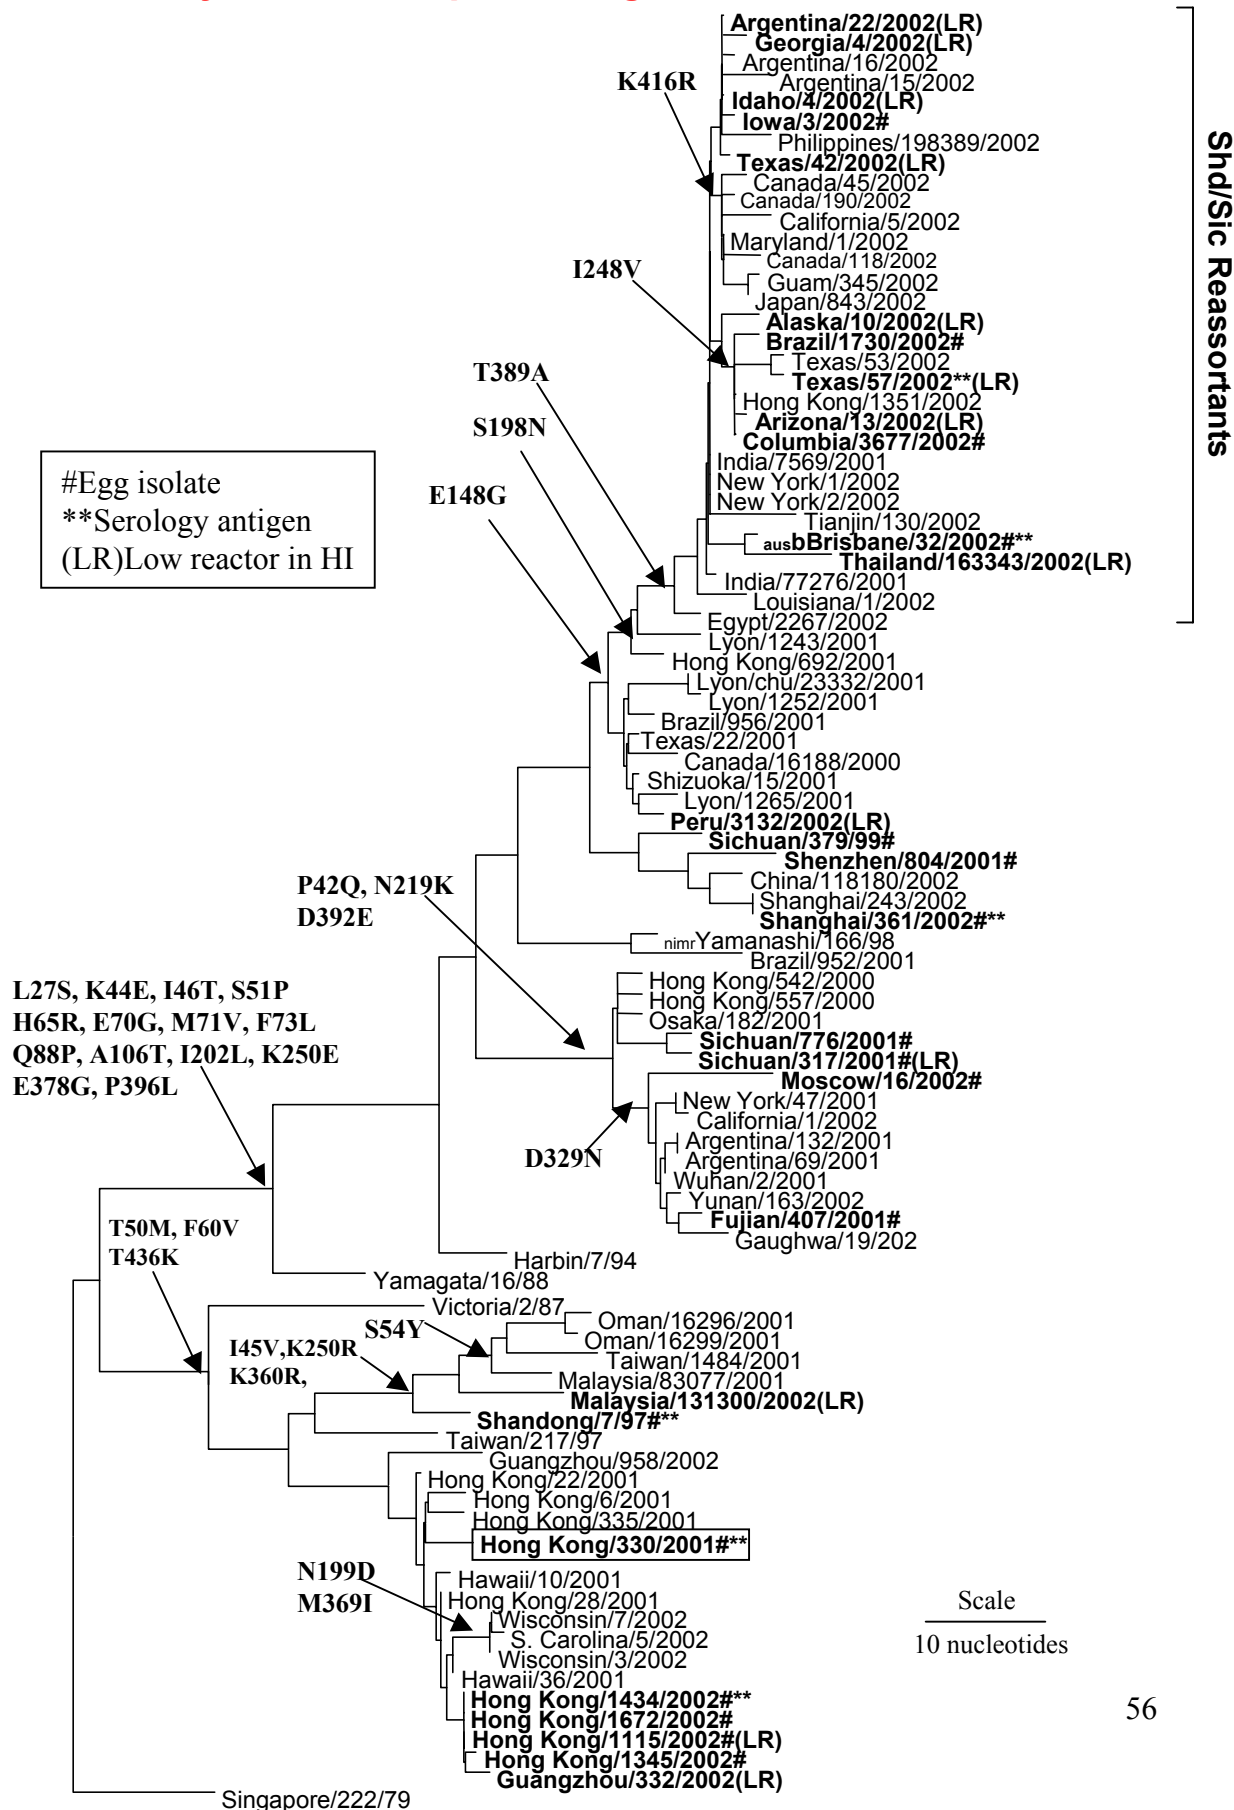 Argentina/22/2002(LR)
Georgia/4/2002(LR)
Argentina/16/2002
Argentina/15/2002
K416R
Idaho/4/2002(LR)
Iowa/3/2002#
Philippines/198389/2002
Texas/42/2002(LR)
Canada/45/2002
Canada/190/2002
California/5/2002
Maryland/1/2002
Canada/118/2002
I248V
Guam/345/2002
Japan/843/2002
Alaska/10/2002(LR)
Brazil/1730/2002#
Texas/53/2002
Texas/57/2002**(LR)
Hong Kong/1351/2002
Arizona/13/2002(LR)
Columbia/3677/2002#
India/7569/2001
New York/1/2002
New York/2/2002
Tianjin/130/2002
ausbBrisbane/32/2002#**
Thailand/163343/2002(LR)
India/77276/2001
Louisiana/1/2002
Egypt/2267/2002
Shd/Sic Reassortants
T389A
S198N
E148G
#Egg isolate
**Serology antigen
(LR)Low reactor in HI
Lyon/1243/2001
Hong Kong/692/2001
Lyon/chu/23332/2001
Lyon/1252/2001
Brazil/956/2001
Texas/22/2001
Canada/16188/2000
Shizuoka/15/2001
Lyon/1265/2001
Peru/3132/2002(LR)
Sichuan/379/99#
Shenzhen/804/2001#
China/118180/2002
Shanghai/243/2002
Shanghai/361/2002#**
nimrYamanashi/166/98
Brazil/952/2001
P42Q, N219K
D392E
Hong Kong/542/2000
Hong Kong/557/2000
Osaka/182/2001
Sichuan/776/2001#
Sichuan/317/2001#(LR)
Moscow/16/2002#
New York/47/2001
California/1/2002
Argentina/132/2001
Argentina/69/2001
Wuhan/2/2001
Yunan/163/2002
Fujian/407/2001#
Gaughwa/19/202
D329N
L27S, K44E, I46T, S51P
H65R, E70G, M71V, F73L
Q88P, A106T, I202L, K250E
E378G, P396L
Harbin/7/94
Yamagata/16/88
T50M, F60V
T436K
Victoria/2/87
S54Y
Oman/16296/2001
Oman/16299/2001
Taiwan/1484/2001
Malaysia/83077/2001
Malaysia/131300/2002(LR)
I45V,K250R
K360R,
Shandong/7/97#**
Taiwan/217/97
Guangzhou/958/2002
Hong Kong/22/2001
Hong Kong/6/2001
Hong Kong/335/2001
Hong Kong/330/2001#**
N199D
M369I
Hawaii/10/2001
Hong Kong/28/2001
Wisconsin/7/2002
S. Carolina/5/2002
Wisconsin/3/2002
Hawaii/36/2001
Hong Kong/1434/2002#**
Hong Kong/1672/2002#
Hong Kong/1115/2002#(LR)
Hong Kong/1345/2002#
Guangzhou/332/2002(LR)
Singapore/222/79
Scale
10 nucleotides
56